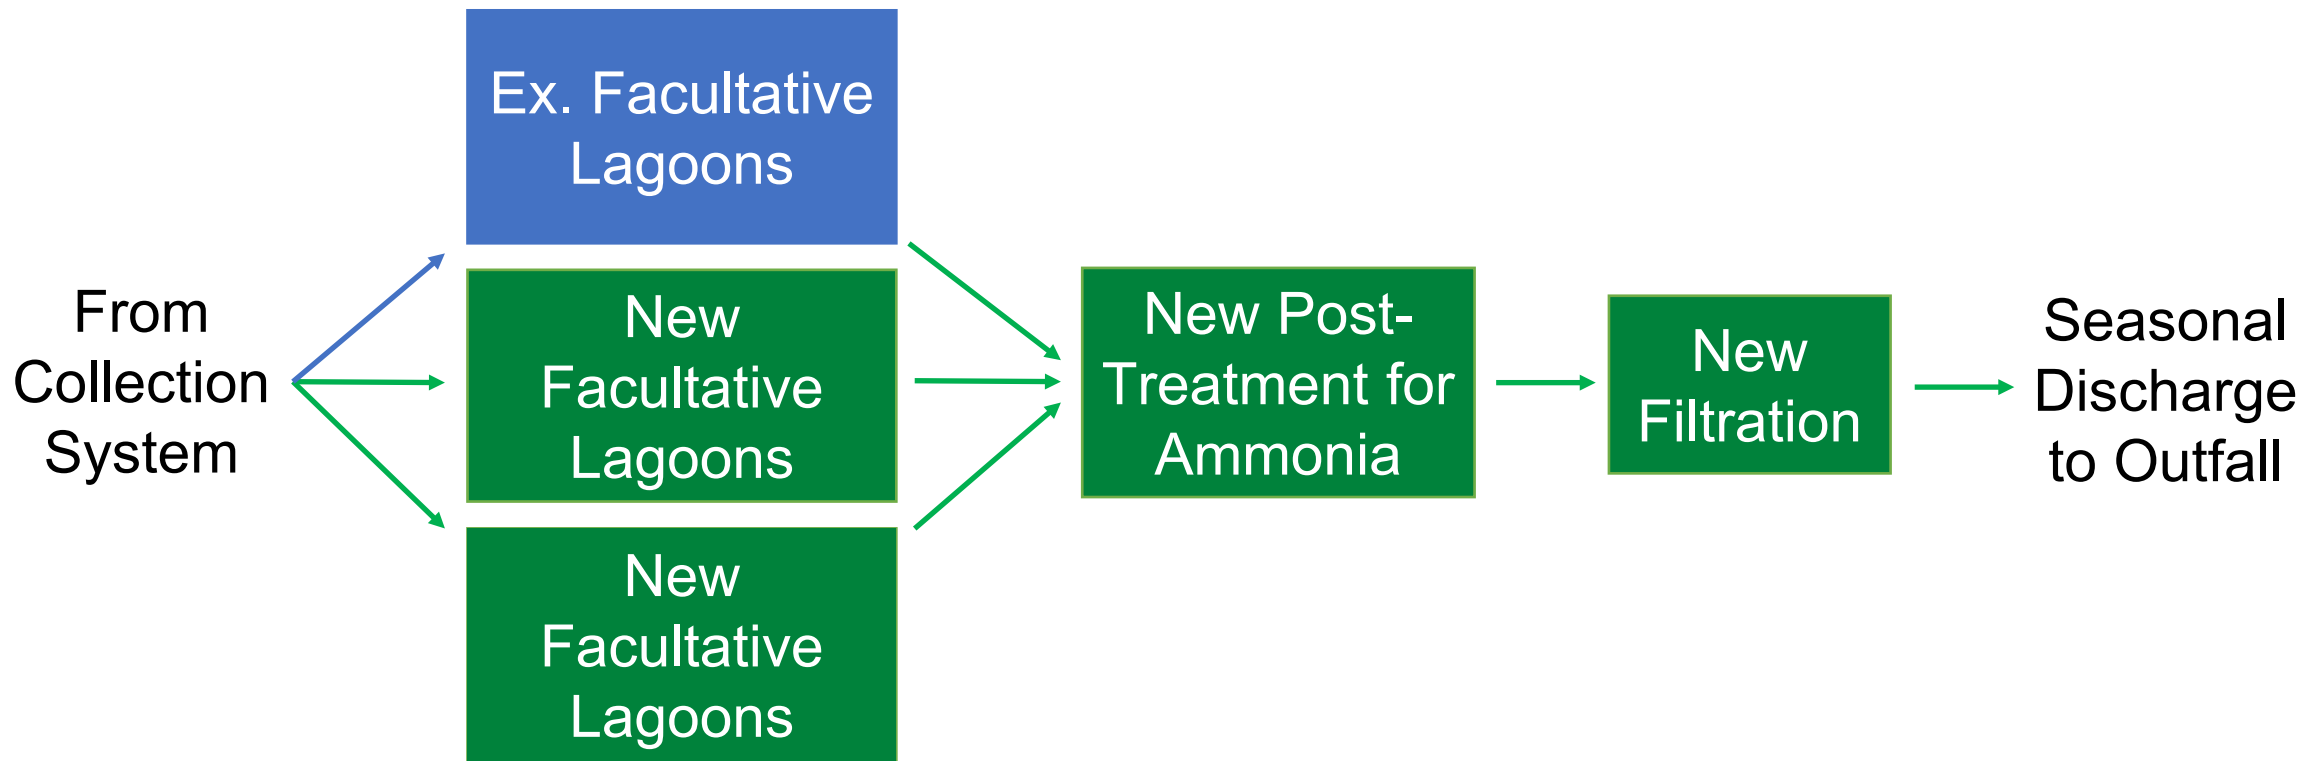 From
Collection
System
Ex. Facultative
Lagoons
New
Facultative
Lagoons
New
Facultative
Lagoons
New Post-
Treatment for
Ammonia
New
Filtration
Seasonal
Discharge
to Outfall